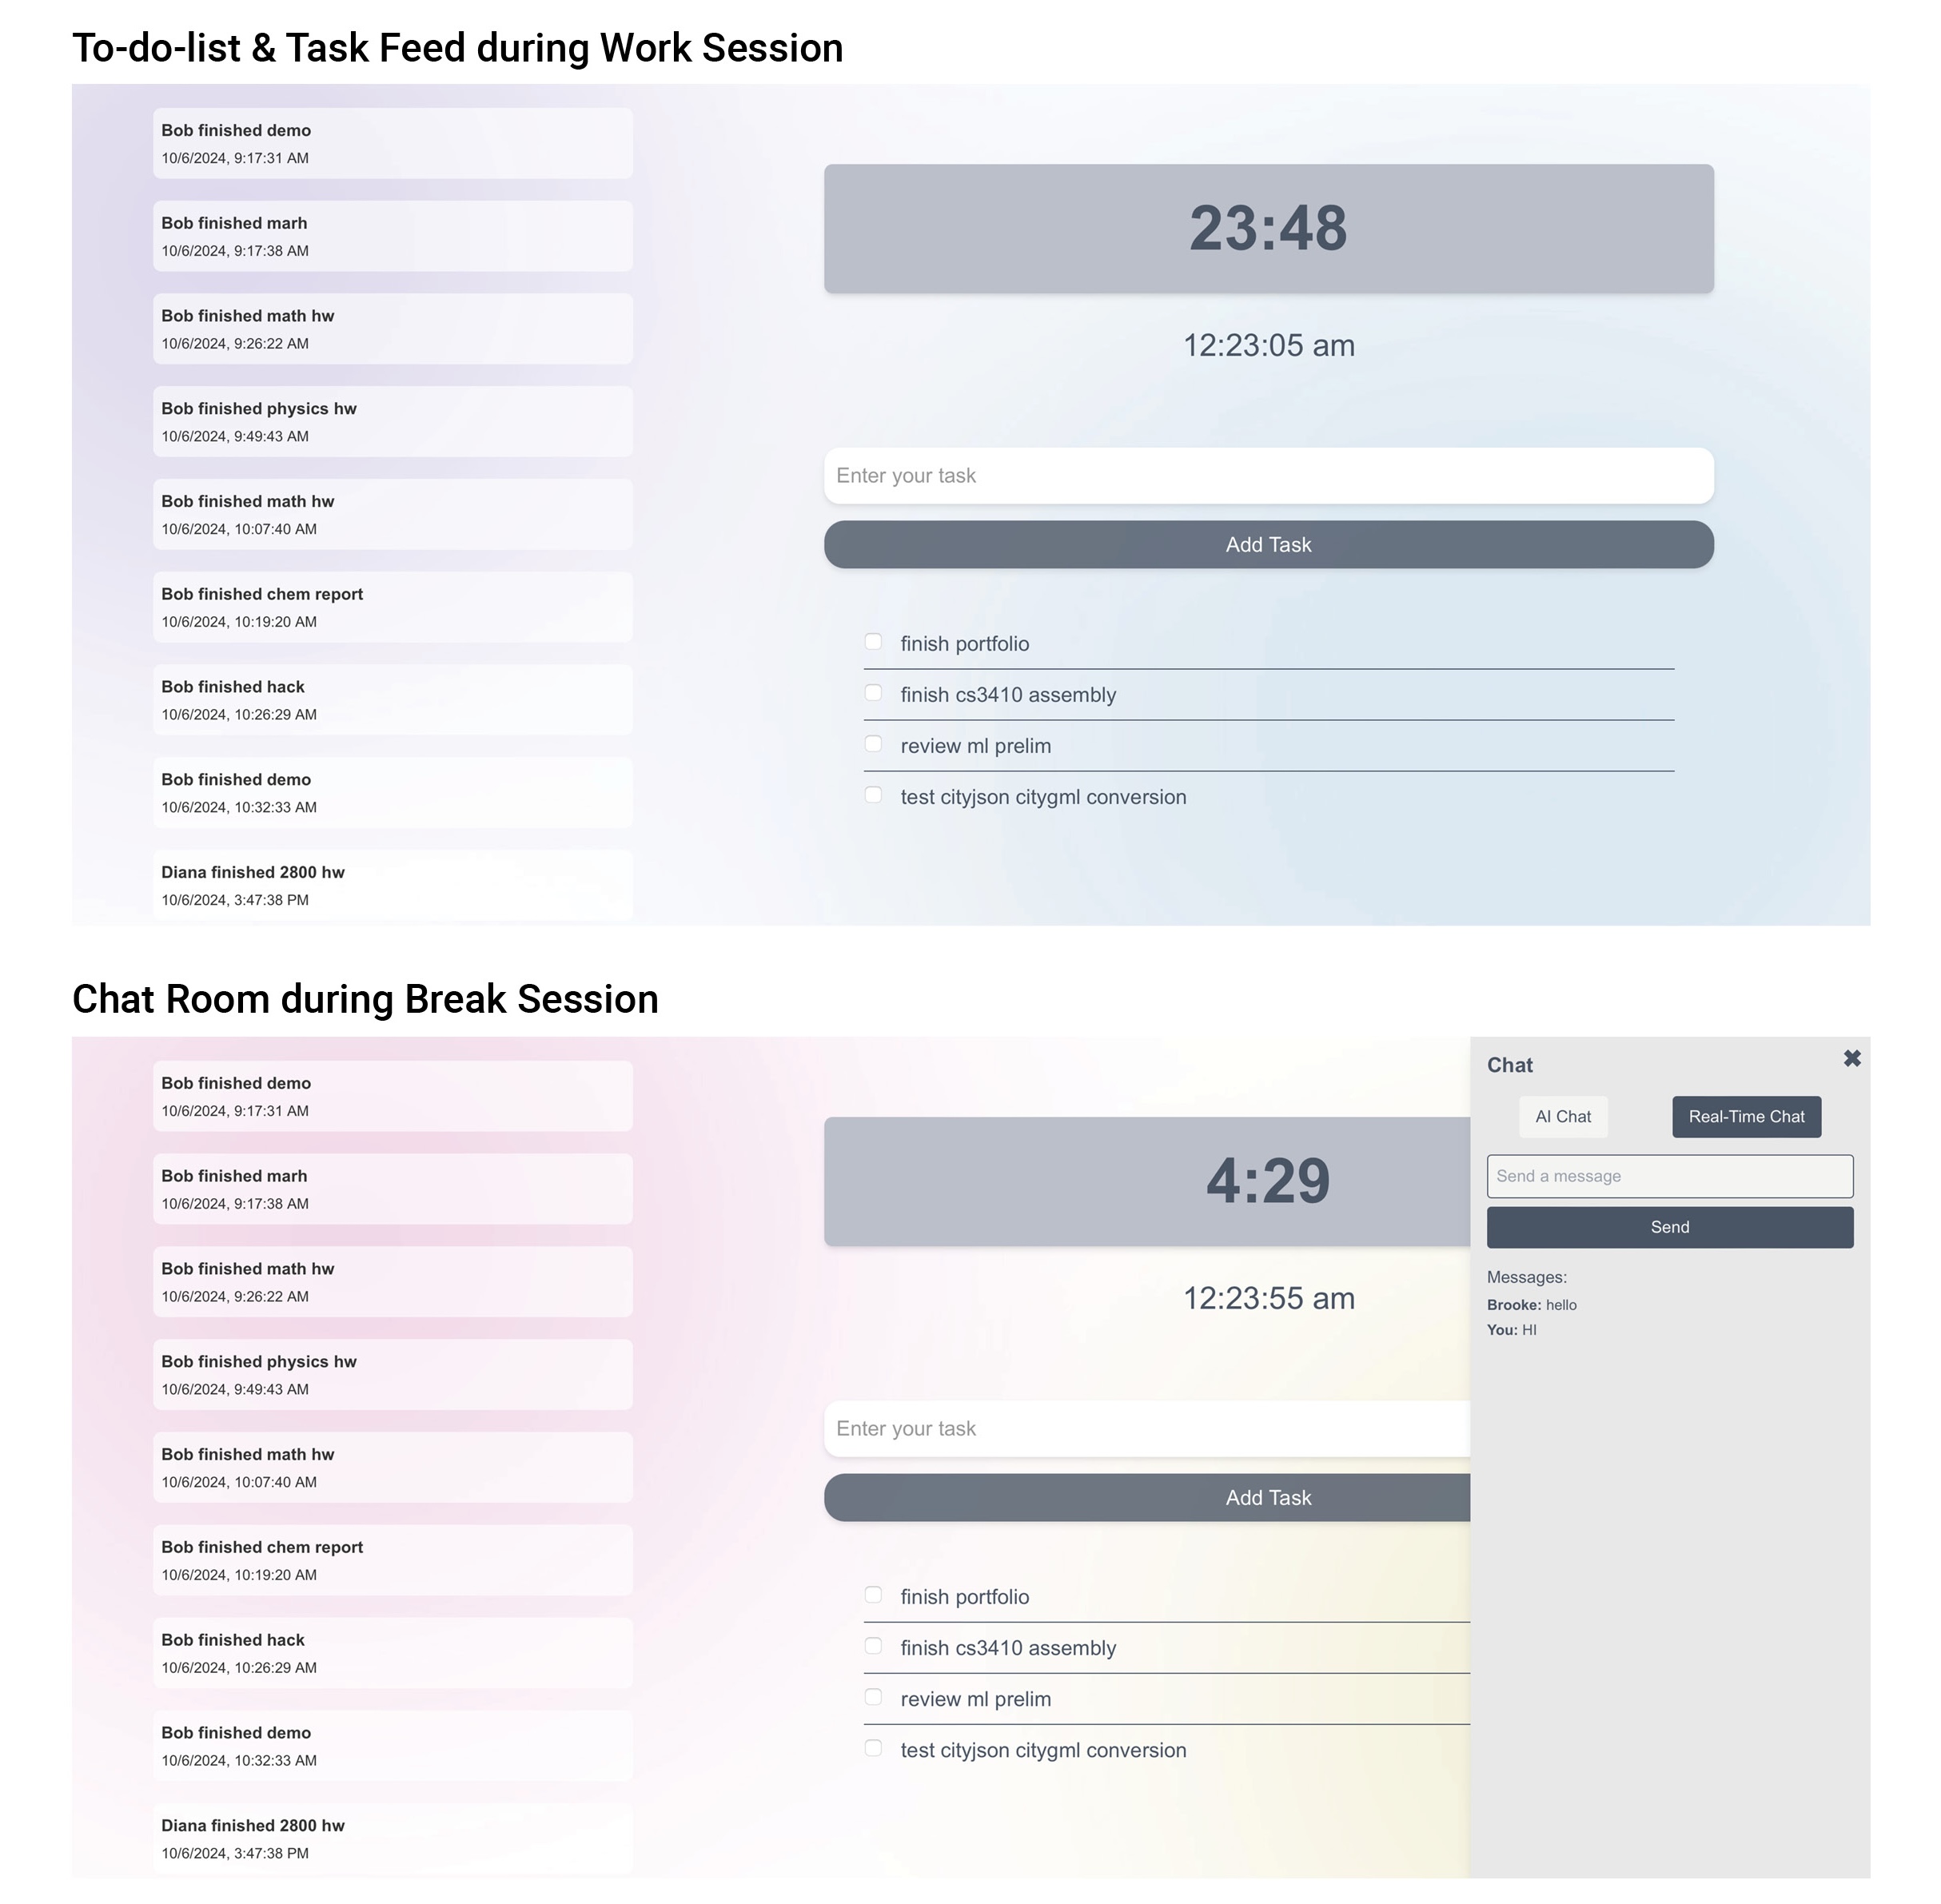 To-do-list & Task Feed during Work Session
Bob finished demo
10/6/2024, 9:17:31 AM
Bob finished marh
10/6/2024, 9:17:38 AM
Bob finished math hw
10/6/2024, 9:26:22 AM
Bob finished physics hw
10/6/2024, 9:49:43 AM
Bob finished math hw
10/6/2024, 10:07:40 AM
Bob finished chem report
10/6/2024, 10:19:20 AM
Bob finished hack
10/6/2024, 10:26:29 AM
Bob finished demo
10/6/2024, 10:32:33 AM
Diana finished 2800 hw
10/6/2024, 3:47:38 PM
23:48
12:23:05 am
Enter your task
Add Task
finish portfolio
finish cs3410 assembly
review ml prelim
test cityjson citygml conversion
Chat Room during Break Session
Bob finished demo
10/6/2024, 9:17:31 AM
Bob finished marh
10/6/2024, 9:17:38 AM
Bob finished math hw
10/6/2024, 9:26:22 AM
Bob finished physics hw
10/6/2024, 9:49:43 AM
Bob finished math hw
10/6/2024, 10:07:40 AM
Bob finished chem report
10/6/2024, 10:19:20 AM
Bob finished hack
10/6/2024, 10:26:29 AM
Bob finished demo
10/6/2024, 10:32:33 AM
Diana finished 2800 hw
10/6/2024, 3:47:38 PM
4:29
12:23:55 am
Enter your task
Add Task
finish portfolio
finish cs3410 assembly
review ml prelim
test cityjson citygml conversion
Chat
AI Chat
Real-Time Chat
Send a message
Send
Messages:
Brooke: hello
You: HI